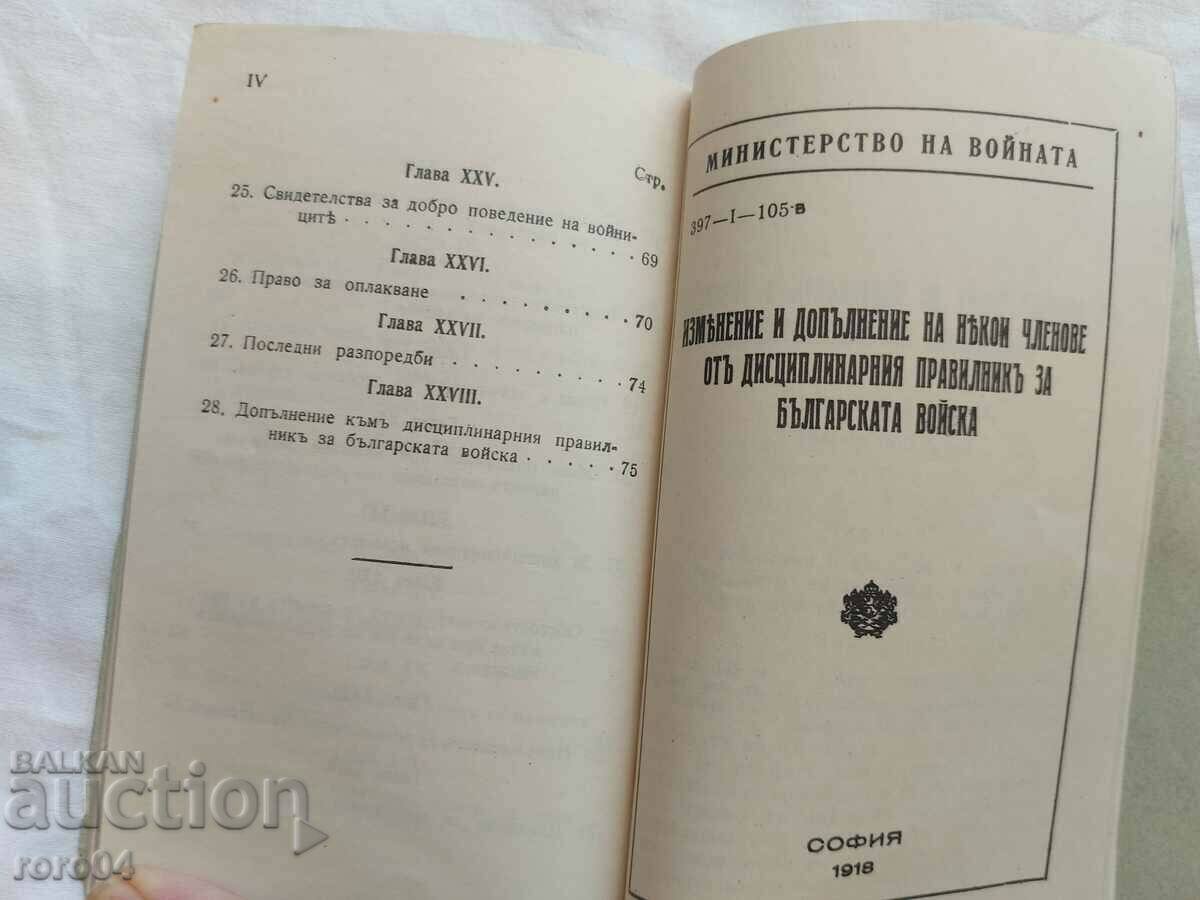 IV
Глава XXV.
Стр.
25. Свидетелства за добро поведение на войни-
цитѣ . . . . . . . . . . . . . 69
Глава XXVI.
26. Право за оплакване . . . . . . . 70
Глава XXVII.
27. Последни разпоредби . . . . . . . 74
Глава XXVIII.
28. Допълнение къмъ дисциплинарния правил-
никъ за българската войска . . . . . 75
МИНИСТЕРСТВО НА ВОЙНАТА
397—I—105-в
ИЗМѢНЕНИЕ И ДОПЪЛНЕНИЕ НА НѢКОИ ЧЛЕНОВЕ
ОТЪ ДИСЦИПЛИНАРНИЯ ПРАВИЛНИКЪ ЗА
БЪЛГАРСКАТА ВОЙСКА
СОФИЯ
1918
BALKAN
auction
roro04